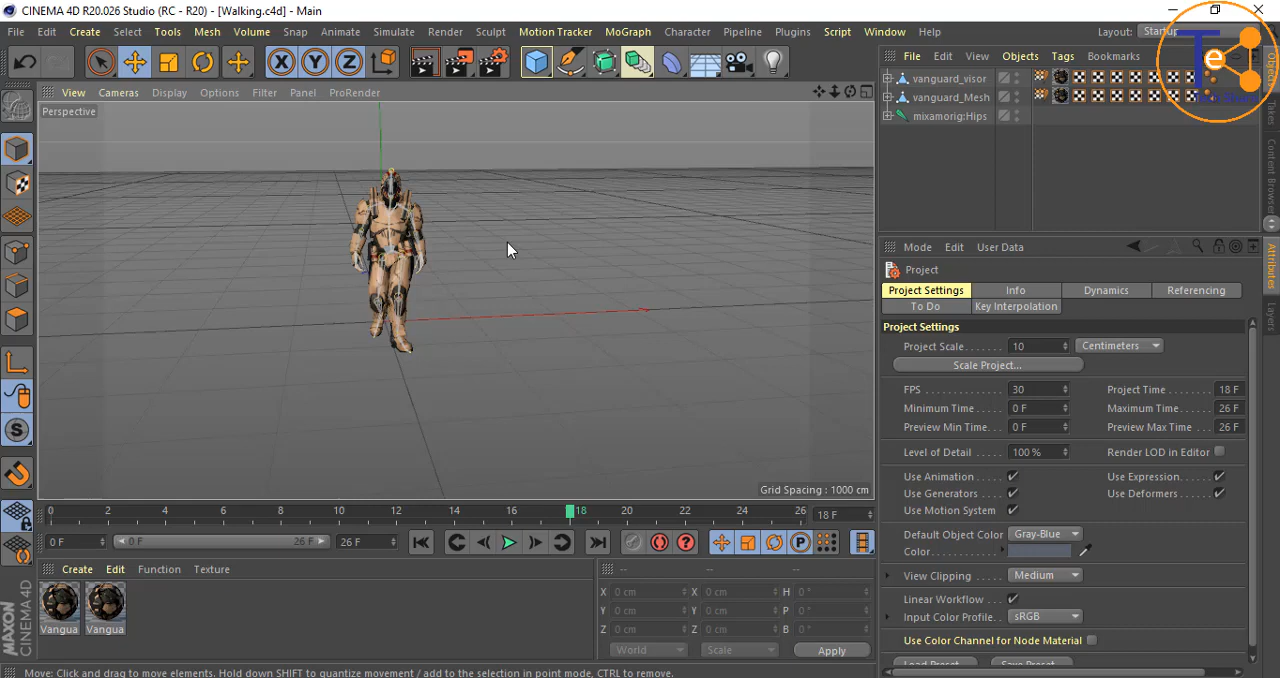 CINEMA 4D R20.026 Studio (RC - R20) - [Walking.c4d] - Main
File Edit Create Select Tools Mesh Volume Snap Animate Simulate Render Sculpt Motion Tracker MoGraph Character Pipeline Plugins Script Window Help
Layout:
File Edit View Objects Tags Bookmarks
vanguard_visor
vanguard_Mesh
mixamorig:Hips
View Cameras Display Options Filter Panel ProRender
Perspective
Grid Spacing : 1000 cm
Mode Edit User Data
Project
Project Settings Info Dynamics Referencing
To Do Key Interpolation
Project Settings
Project Scale 10 Centimeters
Scale Project...
FPS 30 Project Time 18 F
Minimum Time 0 F Maximum Time 26 F
Preview Min Time 0 F Preview Max Time 26 F
Level of Detail 100 % Render LOD in Editor
Use Animation Use Expression
Use Generators Use Deformers
Use Motion System
Default Object Color Gray-Blue
Color
View Clipping Medium
Linear Workflow
Input Color Profile sRGB
Use Color Channel for Node Material
Load Preset... Save Preset...
Objects
Takes
Content Browser
Attributes
Layers
0 2 4 6 8 10 12 14 16 18 20 22 24 26 18 F
0 F 0 F 26 F 26 F
Create Edit Function Texture
Vangua Vangua
-- -- --
X 0 cm X 0 cm H 0 °
Y 0 cm Y 0 cm P 0 °
Z 0 cm Z 0 cm B 0 °
World Scale Apply
MAXON
CINEMA 4D
Move: Click and drag to move elements. Hold down SHIFT to quantize movement / add to the selection in point mode, CTRL to remove.